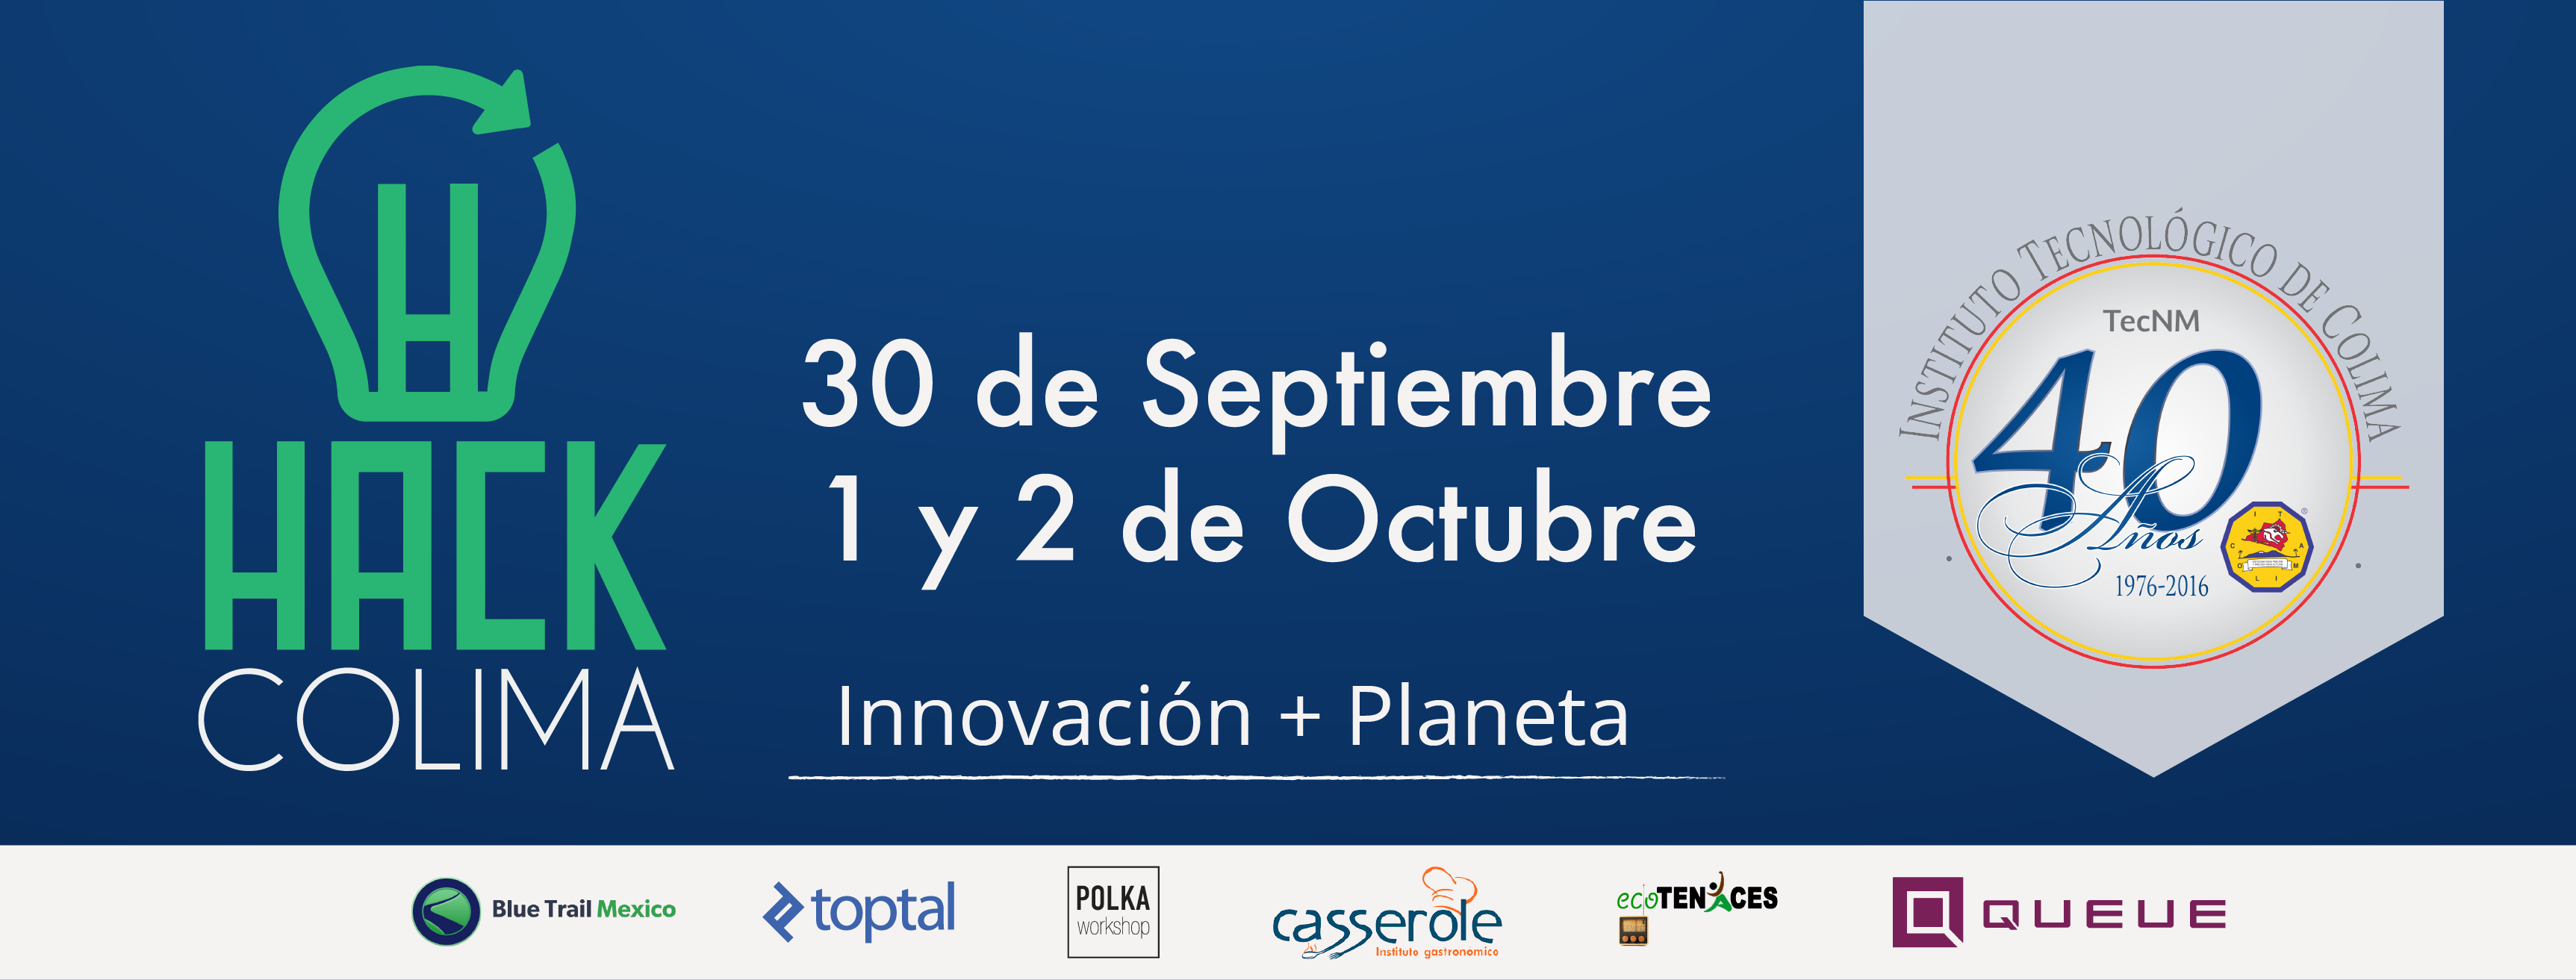 H
HACK
COLIMA
30 de Septiembre
1 y 2 de Octubre
Innovación + Planeta
INSTITUTO TECNOLÓGICO DE COLIMA
TecNM
40
Años
1976-2016
Blue Trail Mexico
toptal
POLKA
workshop
casserole
Instituto gastronómico
ecoTENACES
QUEUE